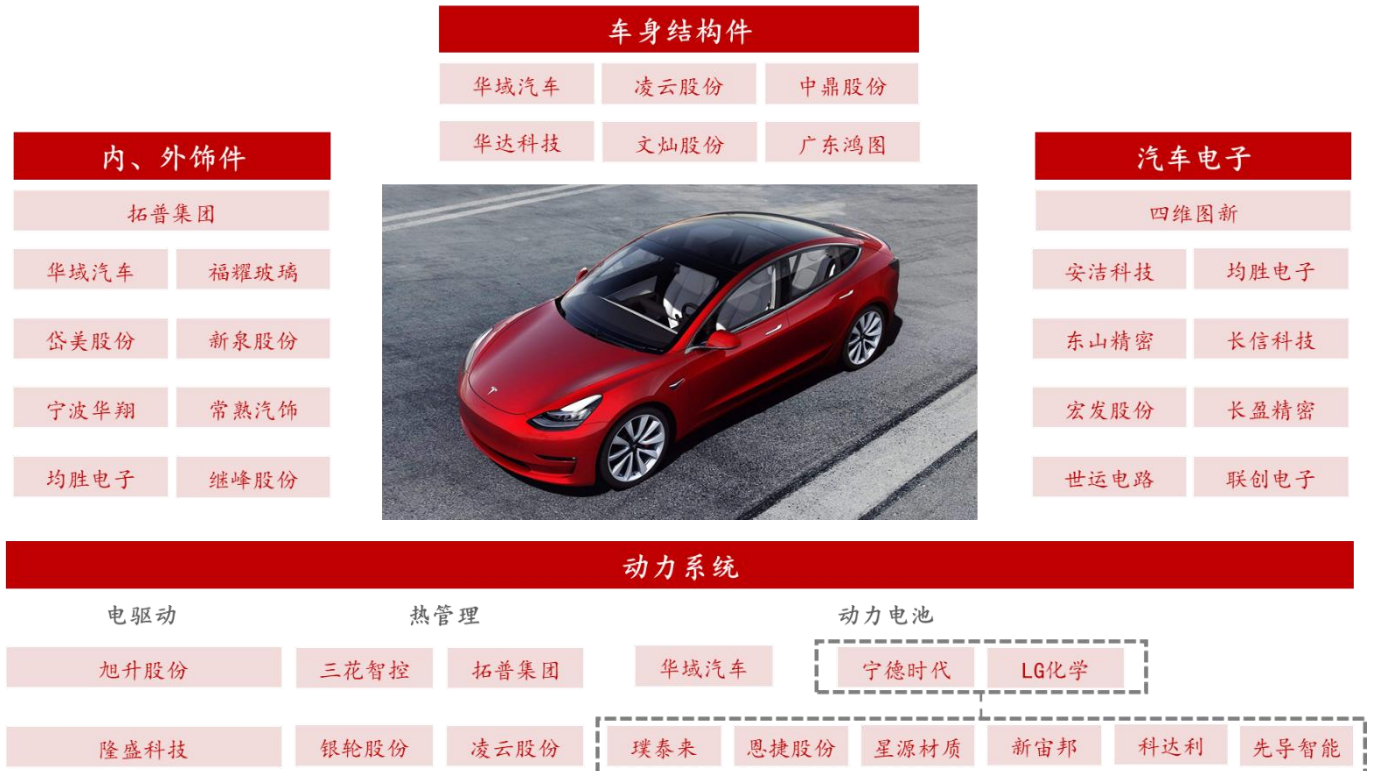 车身结构件
华域汽车 凌云股份 中鼎股份
华达科技 文灿股份 广东鸿图
内、外饰件
拓普集团
华域汽车 福耀玻璃
岱美股份 新泉股份
宁波华翔 常熟汽饰
均胜电子 继峰股份
汽车电子
四维图新
安洁科技 均胜电子
东山精密 长信科技
宏发股份 长盈精密
世运电路 联创电子
动力系统
电驱动 热管理 动力电池
旭升股份 三花智控 拓普集团 华域汽车 宁德时代 LG化学
隆盛科技 银轮股份 凌云股份 璞泰来 恩捷股份 星源材质 新宙邦 科达利 先导智能